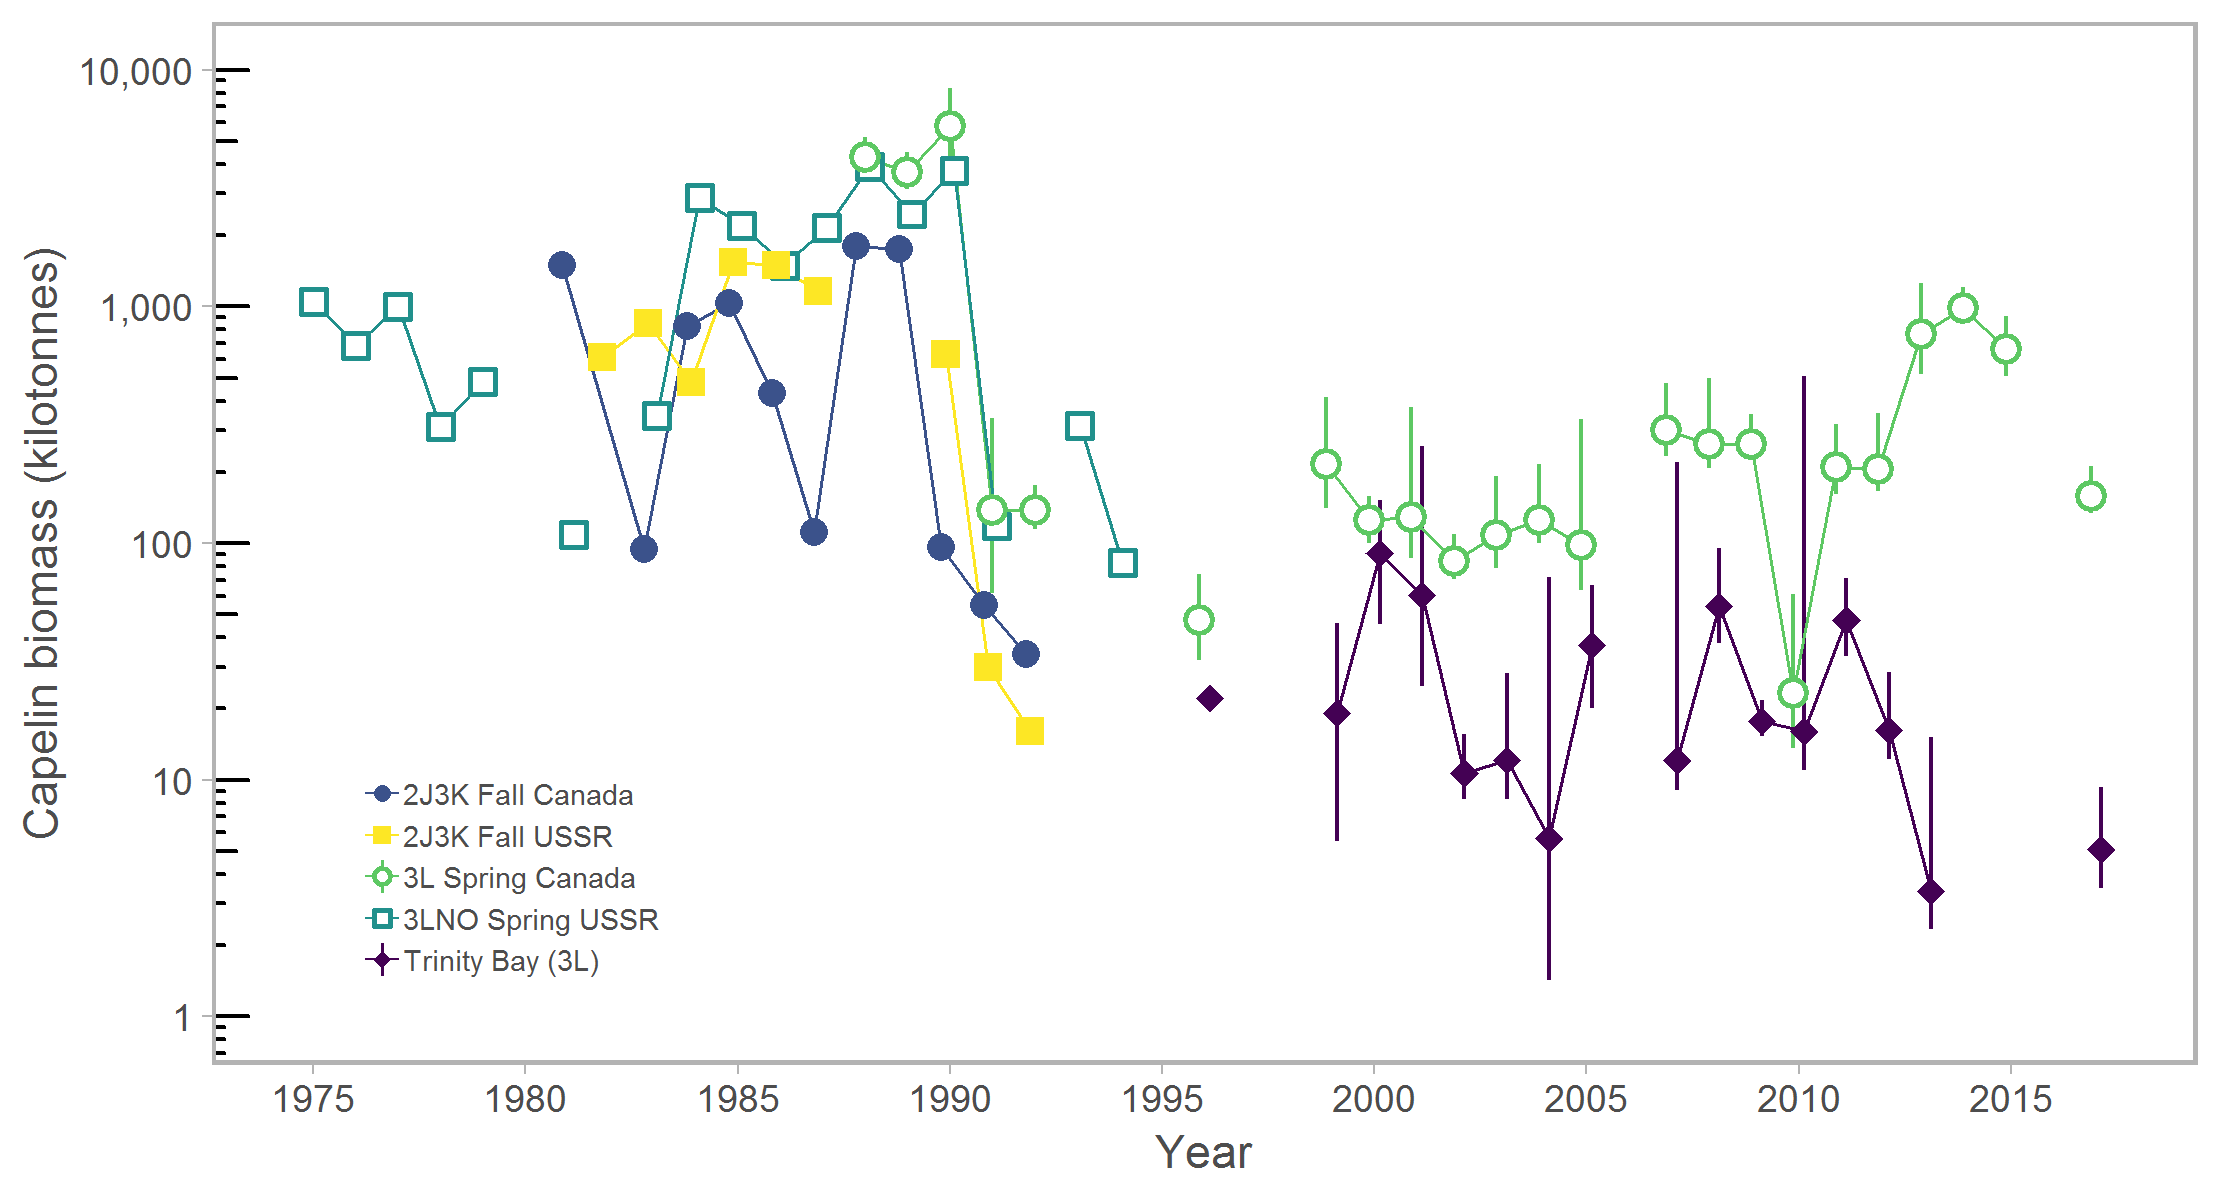 10,000
1,000
100
10
1
Capelin biomass (kilotonnes)
2J3K Fall Canada
2J3K Fall USSR
3L Spring Canada
3LNO Spring USSR
Trinity Bay (3L)
1975 1980 1985 1990 1995 2000 2005 2010 2015
Year